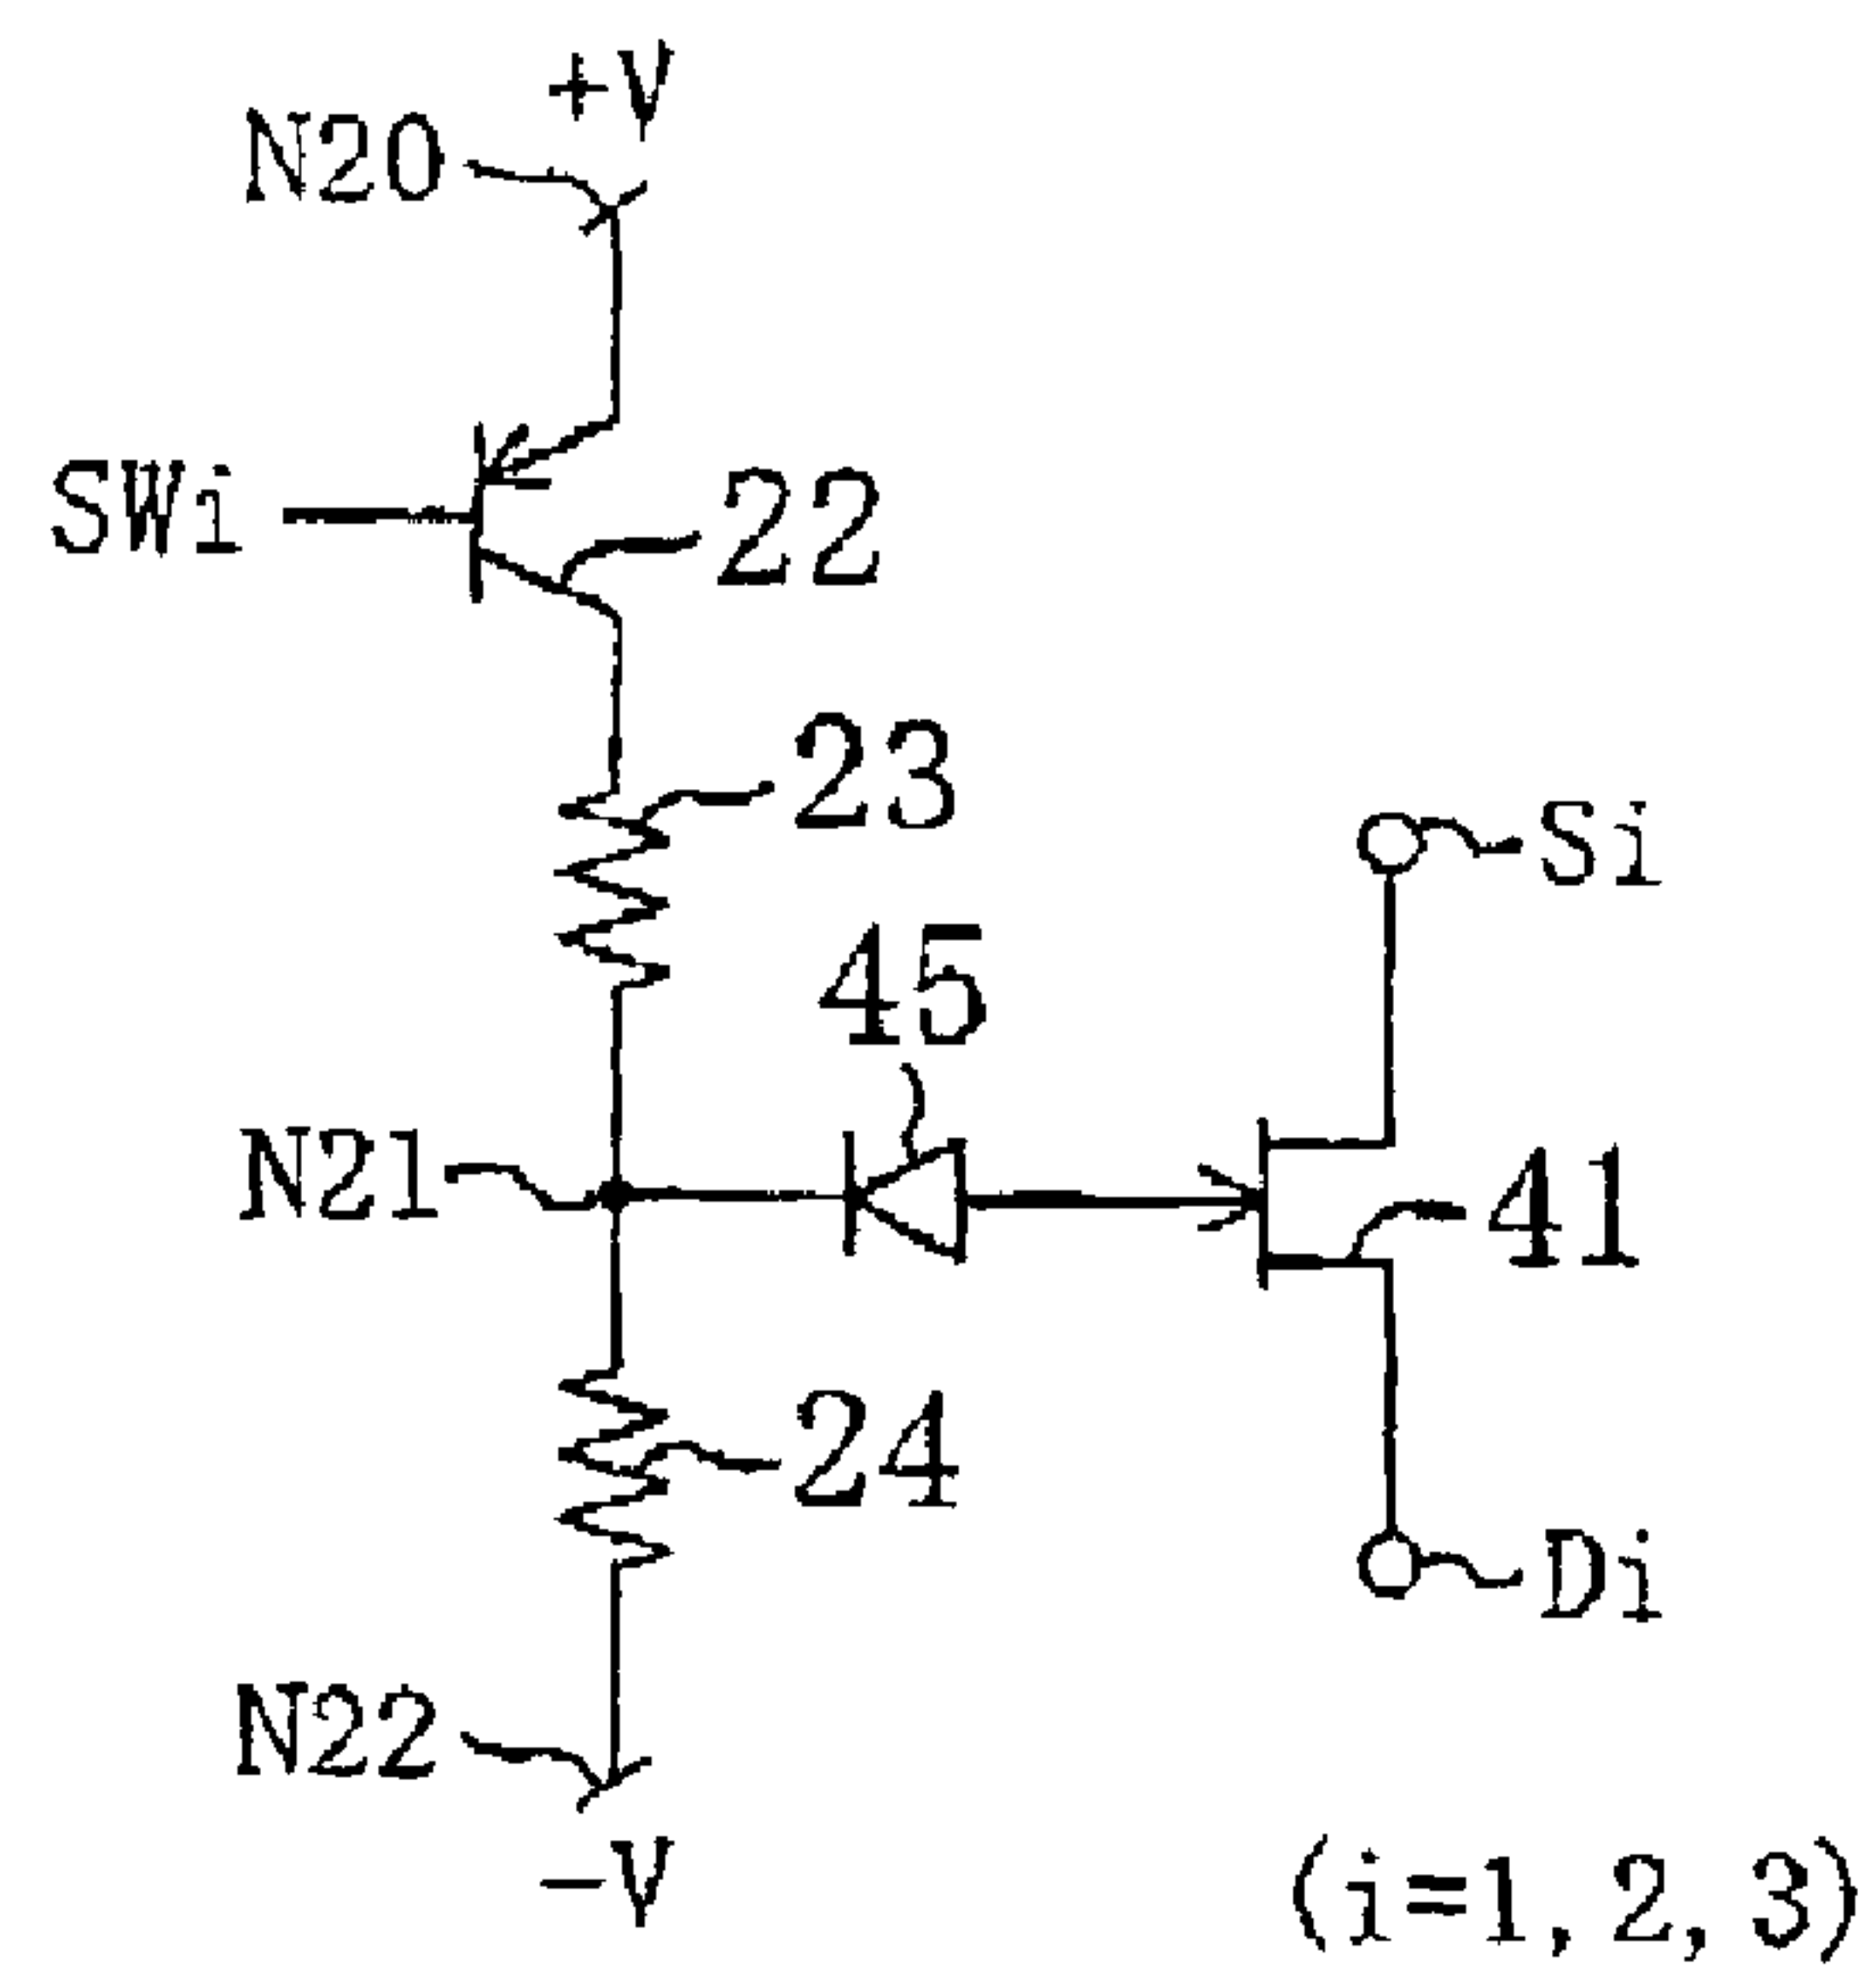 +V
N20
SWi
22
23
Si
45
N21
41
24
Di
N22
-V
(i=1, 2, 3)